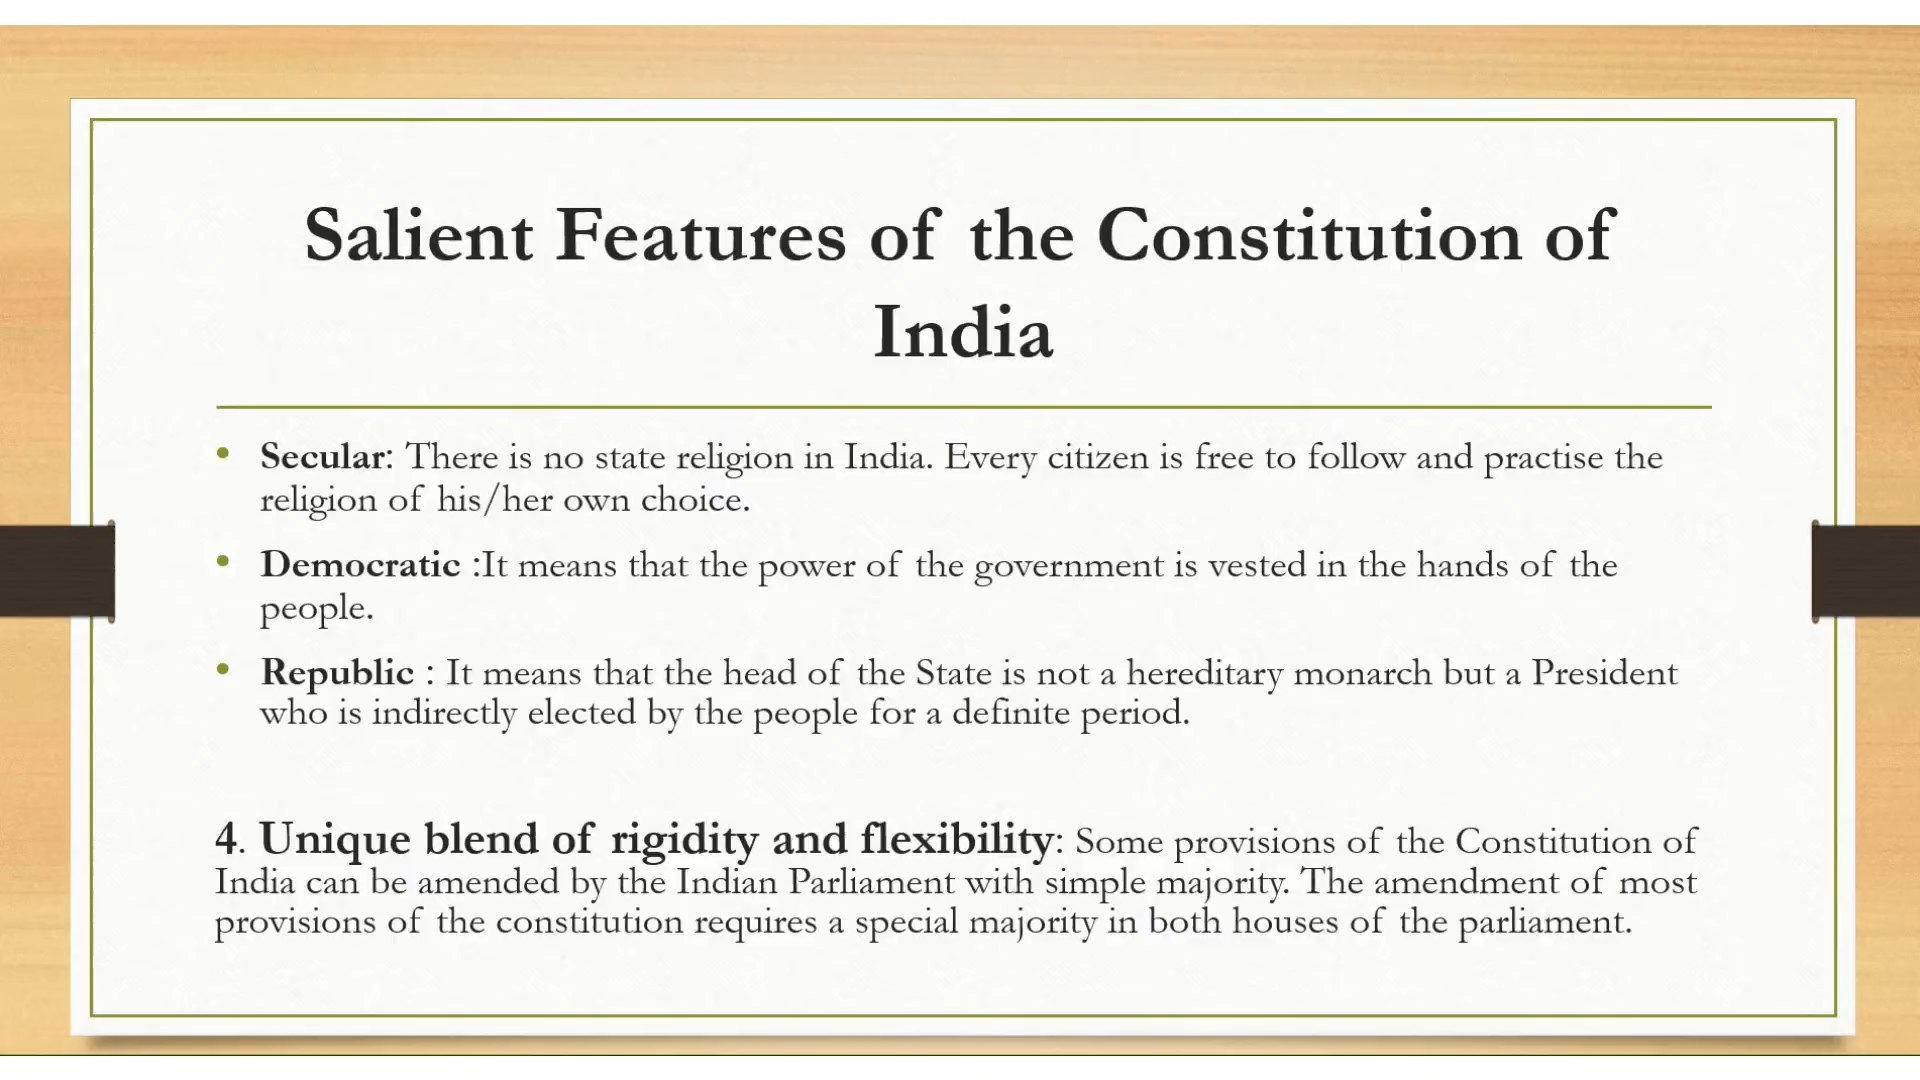 Salient Features of the Constitution of
India
• Secular: There is no state religion in India. Every citizen is free to follow and practise the
religion of his/her own choice.
• Democratic :It means that the power of the government is vested in the hands of the
people.
• Republic : It means that the head of the State is not a hereditary monarch but a President
who is indirectly elected by the people for a definite period.
4. Unique blend of rigidity and flexibility: Some provisions of the Constitution of
India can be amended by the Indian Parliament with simple majority. The amendment of most
provisions of the constitution requires a special majority in both houses of the parliament.